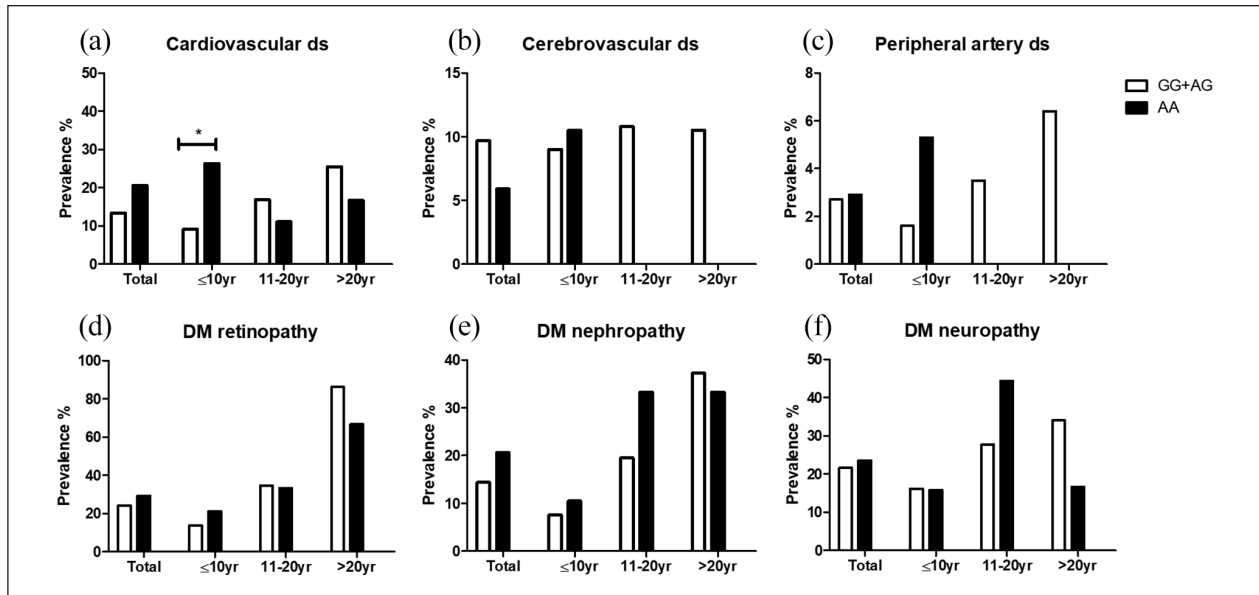 (a) Cardiovascular ds
Prevalence %
50
40
30
20
10
0
*
Total ≤10yr 11-20yr >20yr
(b) Cerebrovascular ds
Prevalence %
15
10
5
0
Total ≤10yr 11-20yr >20yr
(c) Peripheral artery ds
Prevalence %
8
6
4
2
0
Total ≤10yr 11-20yr >20yr
GG+AG
AA
(d) DM retinopathy
Prevalence %
100
80
60
40
20
0
Total ≤10yr 11-20yr >20yr
(e) DM nephropathy
Prevalence %
40
30
20
10
0
Total ≤10yr 11-20yr >20yr
(f) DM neuropathy
Prevalence %
50
40
30
20
10
0
Total ≤10yr 11-20yr >20yr